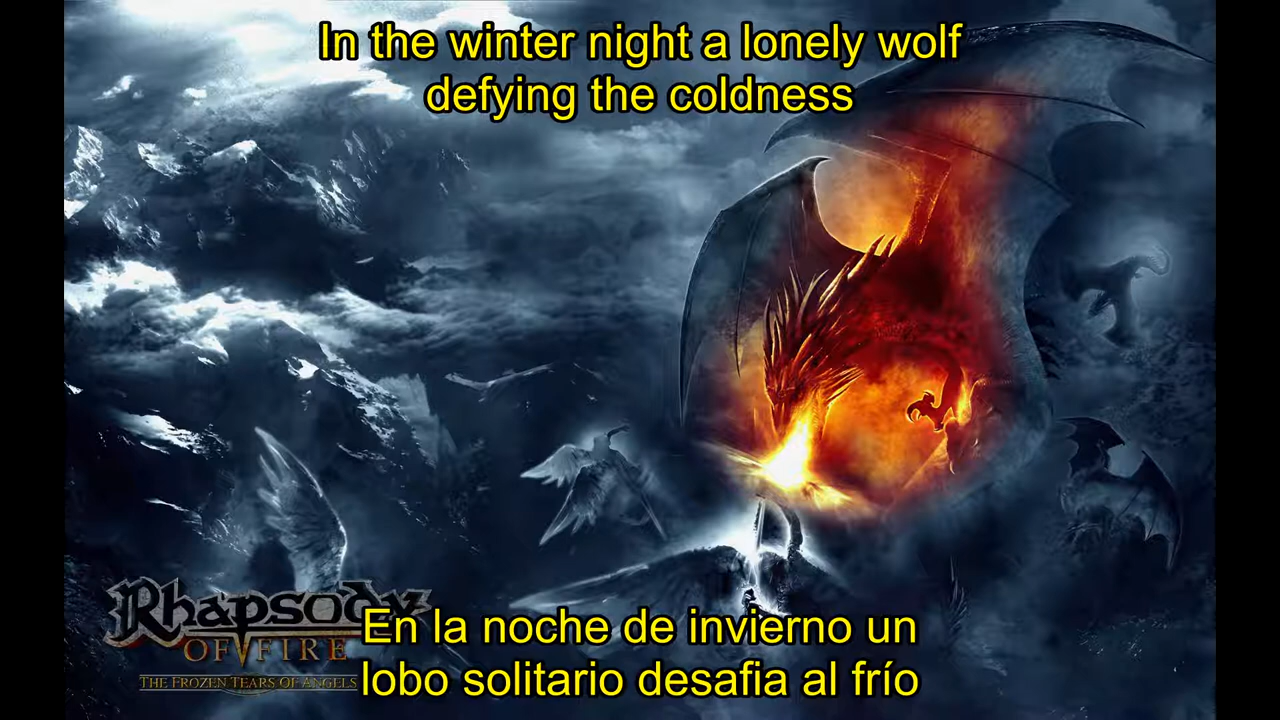 In the winter night a lonely wolf
defying the coldness
Rhapsody
OF FIRE
THE FROZEN TEARS OF ANGELS
En la noche de invierno un
lobo solitario desafia al frío